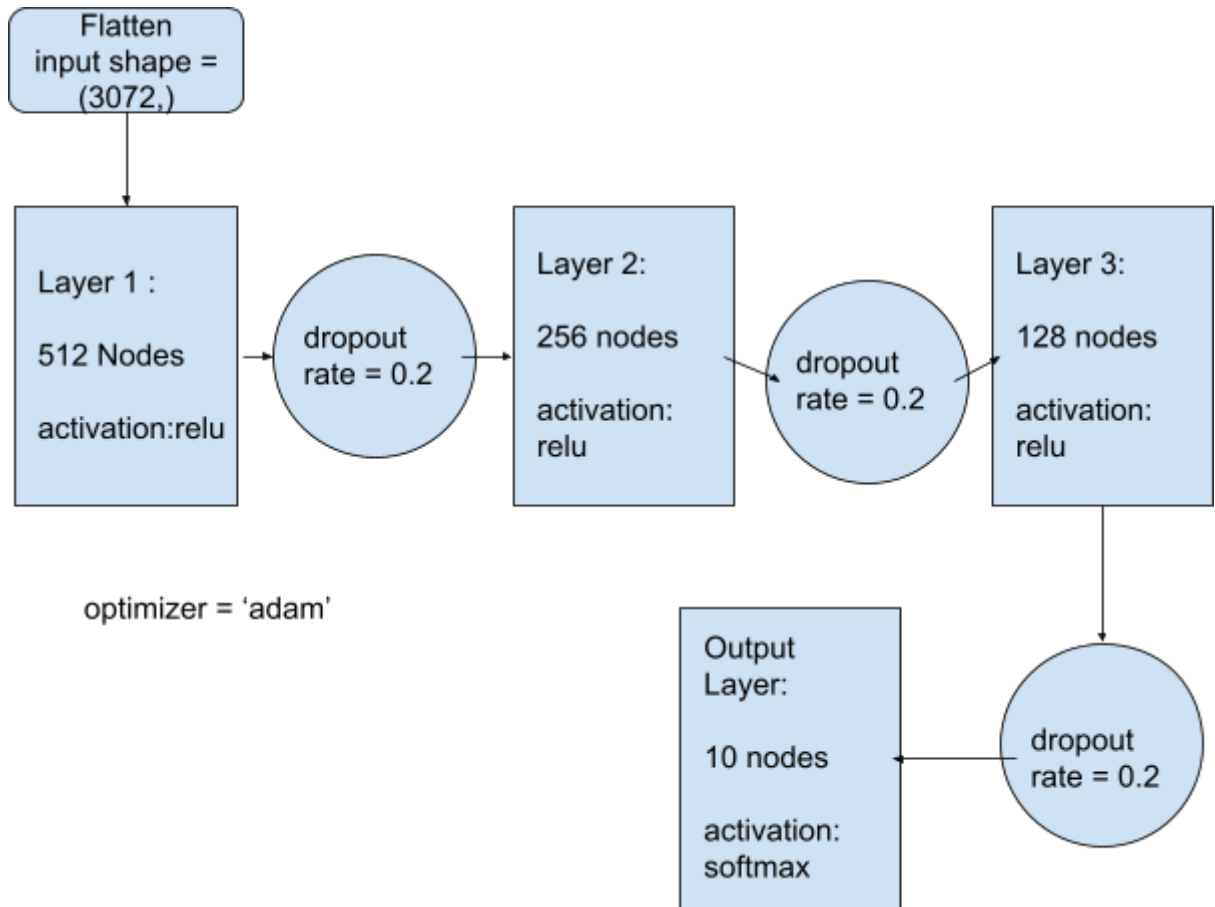 Flatten
input shape =
(3072,)
Layer 1 :
512 Nodes
activation:relu
dropout
rate = 0.2
Layer 2:
256 nodes
activation:
relu
dropout
rate = 0.2
Layer 3:
128 nodes
activation:
relu
optimizer = ‘adam’
Output
Layer:
10 nodes
activation:
softmax
dropout
rate = 0.2